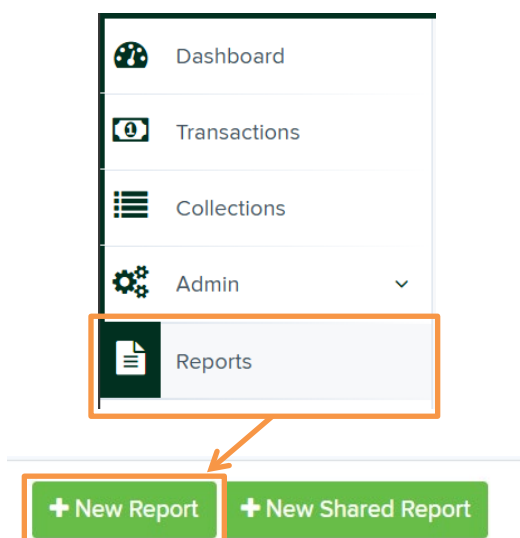 Dashboard
Transactions
Collections
Admin
Reports
New Report
New Shared Report